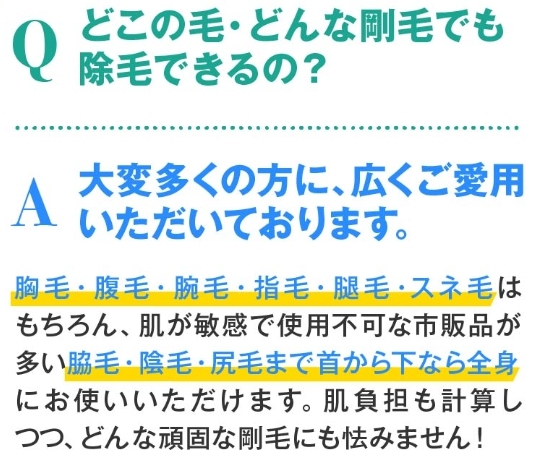 Q どこの毛・どんな剛毛でも
除毛できるの？
A 大変多くの方に、広くご愛用
いただいております。
胸毛・腹毛・腕毛・指毛・腿毛・スネ毛は
もちろん、肌が敏感で使用不可な市販品が
多い脇毛・陰毛・尻毛まで首から下なら全身
にお使いいただけます。肌負担も計算し
つつ、どんな頑固な剛毛にも怯みません！